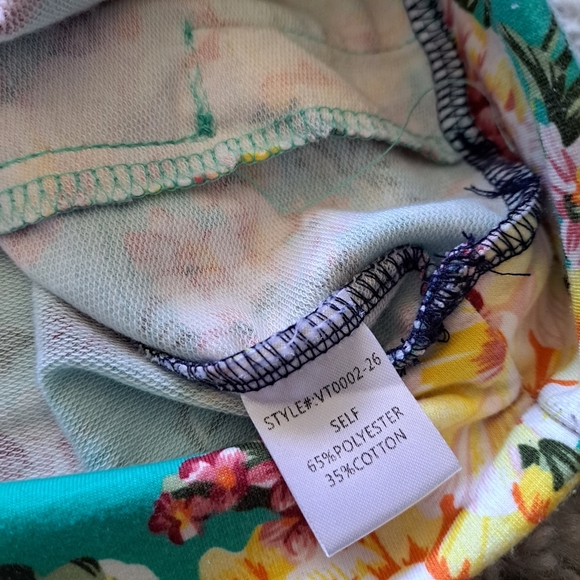 STYLE#:VT0002-26
SELF
65%POLYESTER
35%COTTON